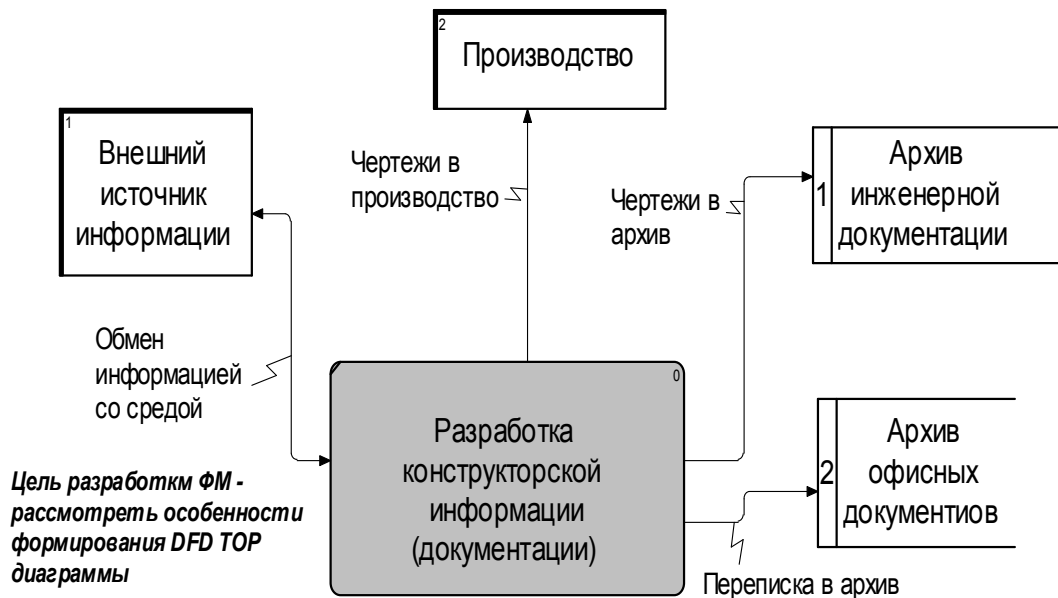 2
Производство
1
Внешний
источник
информации
Чертежи в
производство
Чертежи в
архив
1
Архив
инженерной
документации
Обмен
информацией
со средой
0
Разработка
конструкторской
информации
(документации)
2
Архив
офисных
документиов
Цель разработкм ФМ -
рассмотреть особенности
формирования DFD TOP
диаграммы
Переписка в архив